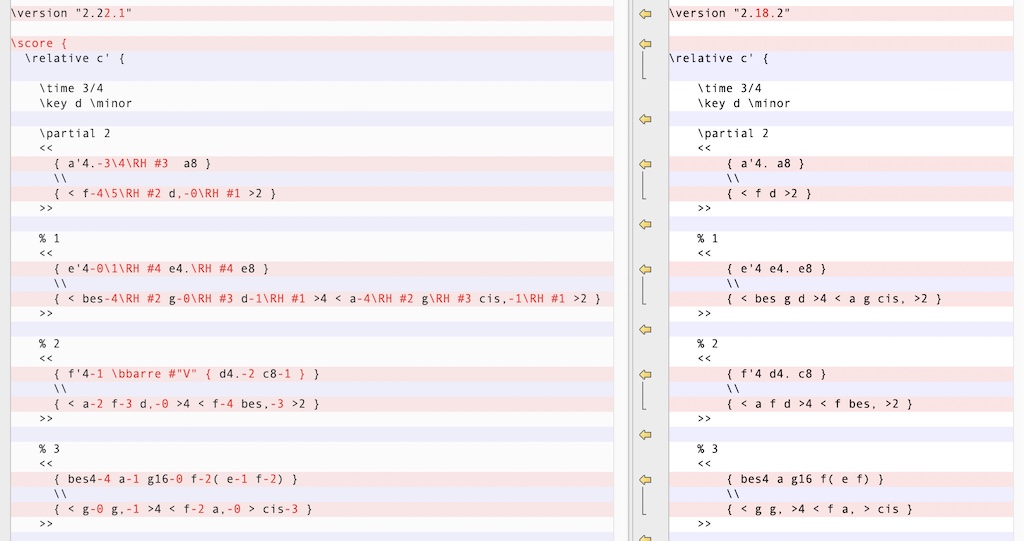 \version "2.22.1"
\score {
\relative c' {
\time 3/4
\key d \minor
\partial 2
<<
{ a'4.-3\4\RH #3  a8 }
\\
{ < f-4\5\RH #2 d,-0\RH #1 >2 }
>>
% 1
<<
{ e'4-0\1\RH #4 e4.\RH #4 e8 }
\\
{ < bes-4\RH #2 g-0\RH #3 d-1\RH #1 >4 < a-4\RH #2 g\RH #3 cis,-1\RH #1 >2 }
>>
% 2
<<
{ f'4-1 \bbarre #"V" { d4.-2 c8-1 } }
\\
{ < a-2 f-3 d,-0 >4 < f-4 bes,-3 >2 }
>>
% 3
<<
{ bes4-4 a-1 g16-0 f-2( e-1 f-2) }
\\
{ < g-0 g,-1 >4 < f-2 a,-0 > cis-3 }
>>
\version "2.18.2"
\relative c' {
\time 3/4
\key d \minor
\partial 2
<<
{ a'4. a8 }
\\
{ < f d >2 }
>>
% 1
<<
{ e'4 e4. e8 }
\\
{ < bes g d >4 < a g cis, >2 }
>>
% 2
<<
{ f'4 d4. c8 }
\\
{ < a f d >4 < f bes, >2 }
>>
% 3
<<
{ bes4 a g16 f( e f) }
\\
{ < g g, >4 < f a, > cis }
>>